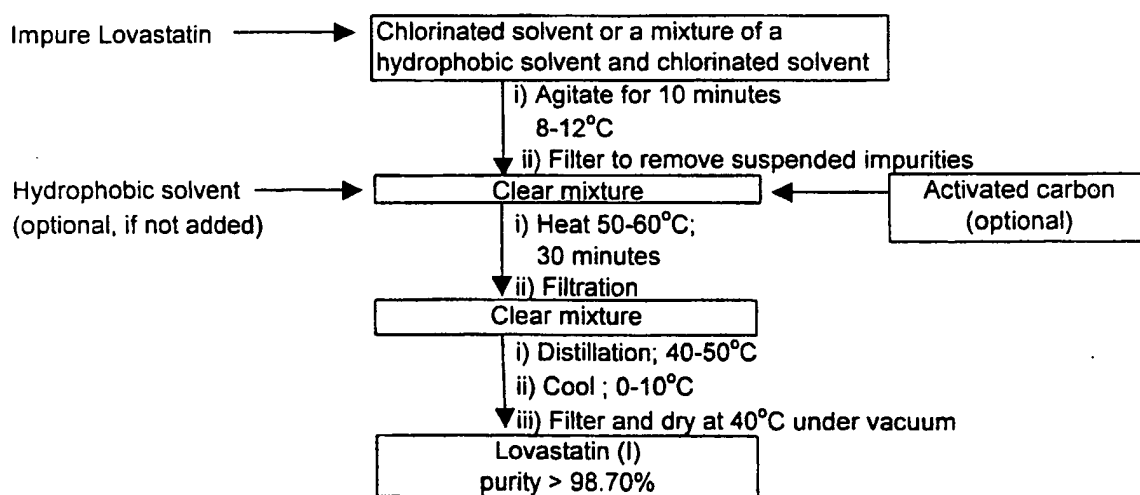 Impure Lovastatin
Chlorinated solvent or a mixture of a
hydrophobic solvent and chlorinated solvent
i) Agitate for 10 minutes
8-12°C
ii) Filter to remove suspended impurities
Hydrophobic solvent
(optional, if not added)
Clear mixture
Activated carbon
(optional)
i) Heat 50-60°C;
30 minutes
ii) Filtration
Clear mixture
i) Distillation; 40-50°C
ii) Cool ; 0-10°C
iii) Filter and dry at 40°C under vacuum
Lovastatin (I)
purity > 98.70%